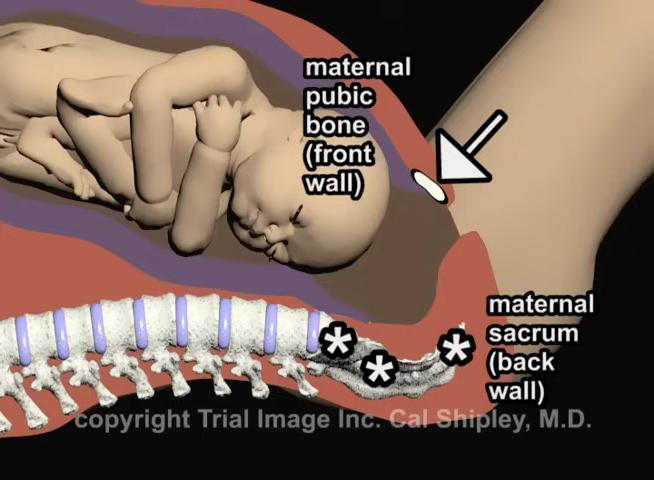 maternal
pubic
bone
(front
wall)
maternal
sacrum
(back
wall)
* * *
copyright Trial Image Inc. Cal Shipley, M.D.